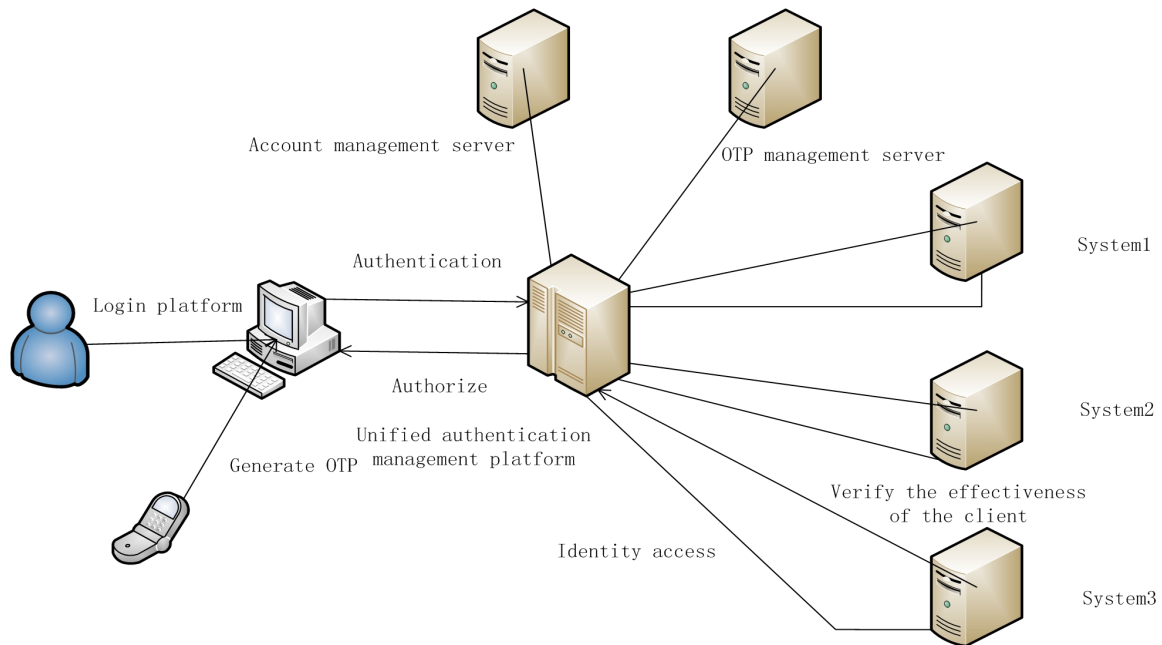 Account management server
OTP management server
System1
Authentication
Login platform
Authorize
System2
Unified authentication
management platform
Generate OTP
Verify the effectiveness
of the client
Identity access
System3